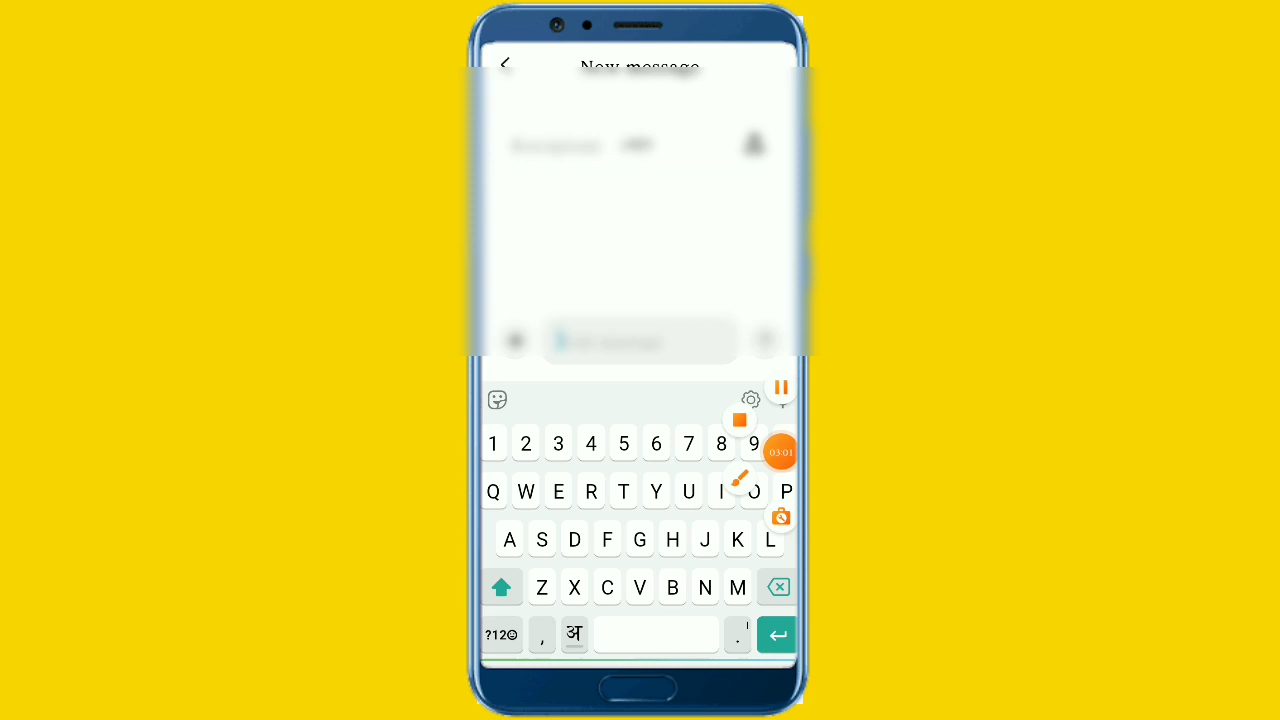 New message
1 2 3 4 5 6 7 8 9
03:01
Q W E R T Y U I O P
A S D F G H J K L
Z X C V B N M
?12☺ , अ .